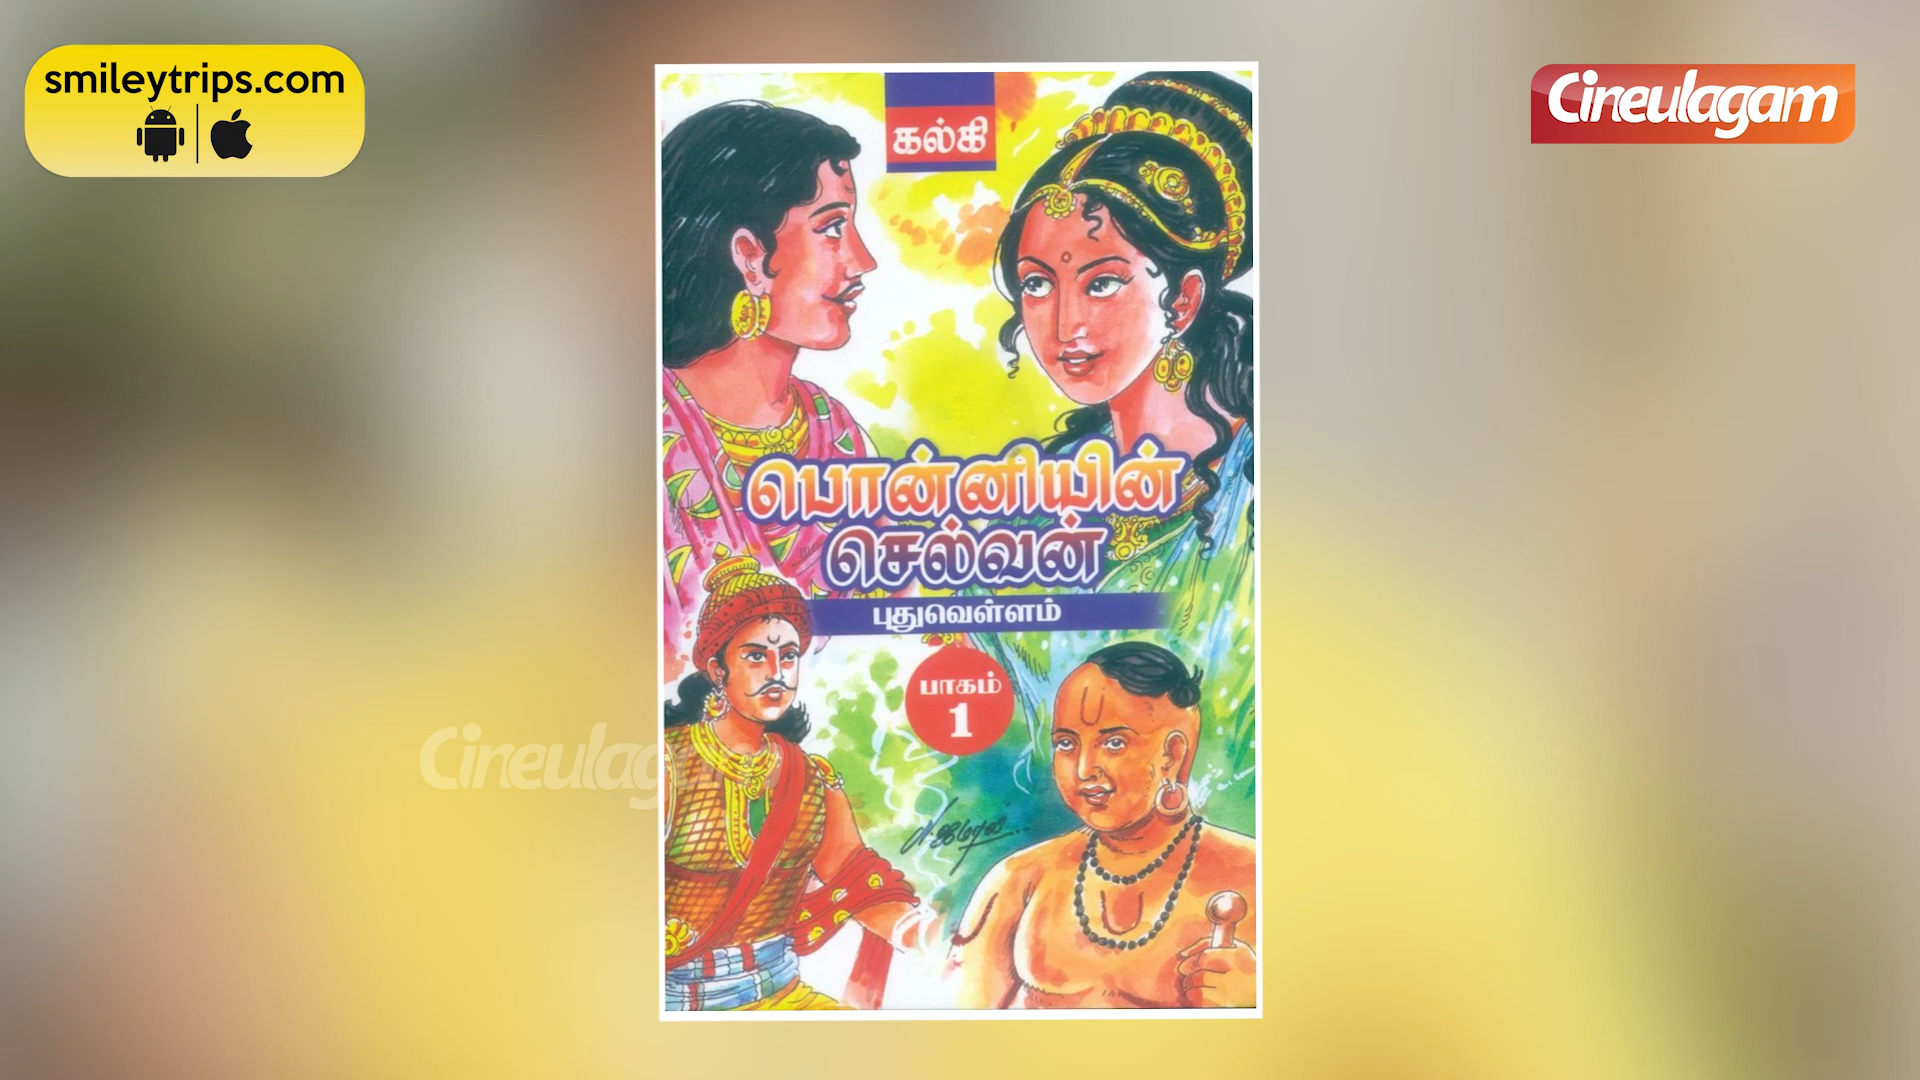 smileytrips.com
Cineulagam
கல்கி
பொன்னியின்
செல்வன்
புதுவெள்ளம்
பாகம்
1
Cineulagam